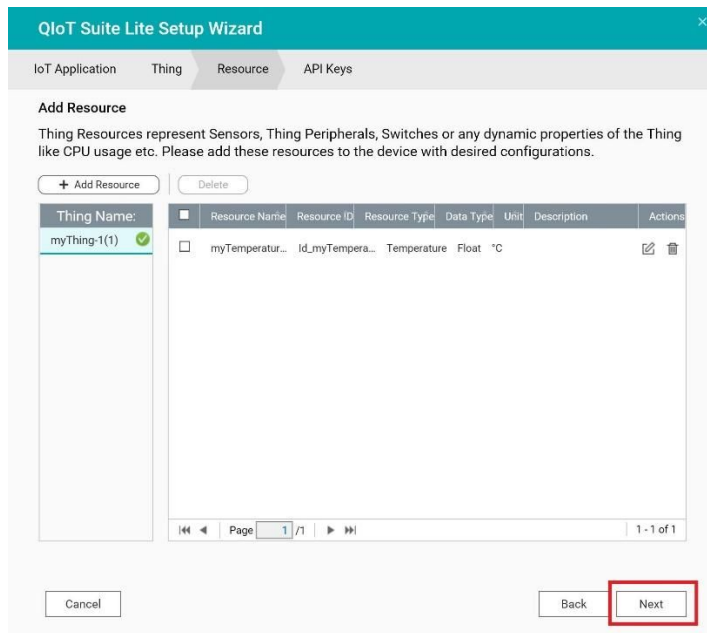 QIoT Suite Lite Setup Wizard
IoT Application Thing Resource API Keys
Add Resource
Thing Resources represent Sensors, Thing Peripherals, Switches or any dynamic properties of the Thing
like CPU usage etc. Please add these resources to the device with desired configurations.
+ Add Resource Delete
Thing Name: Resource Name Resource ID Resource Type Data Type Unit Description Actions
myThing-1(1) myTemperatur... Id_myTempera... Temperature Float °C
Page 1 /1 1 - 1 of 1
Cancel Back Next